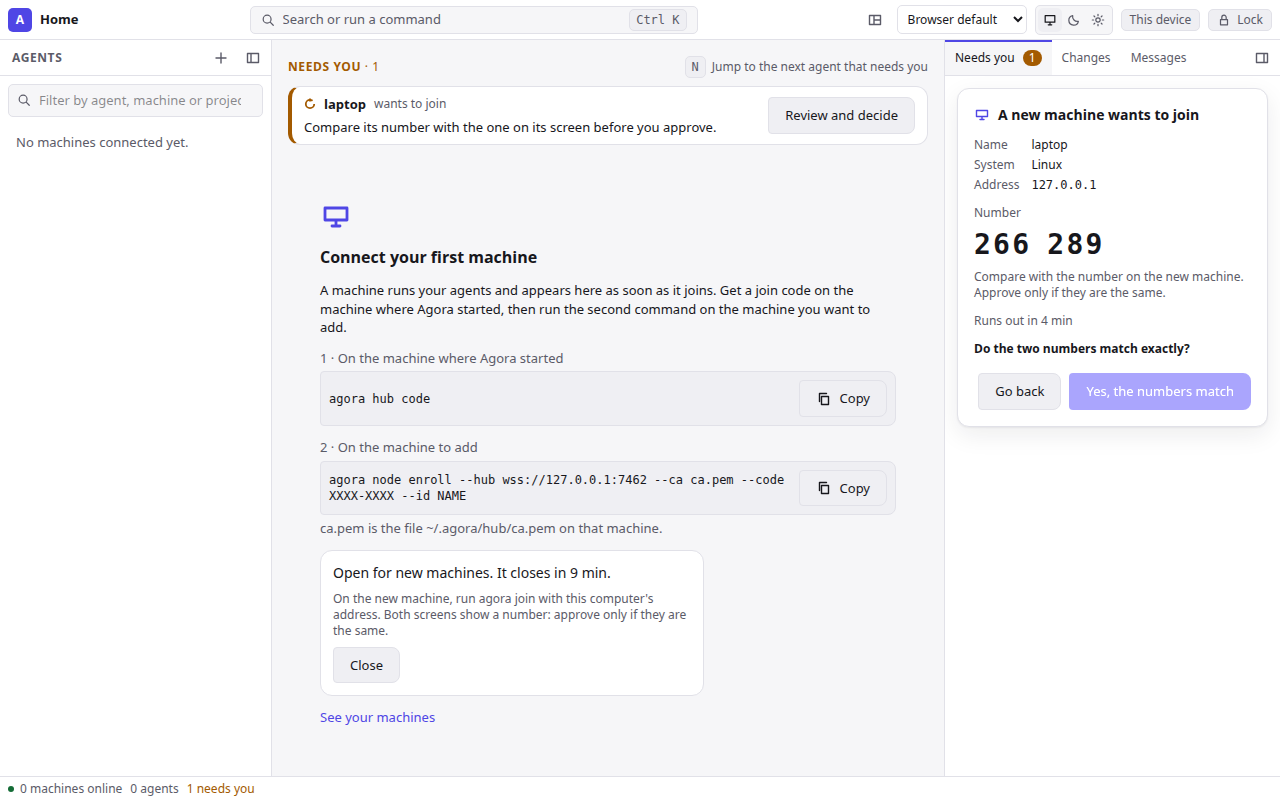 A Home
Search or run a command Ctrl K
Browser default
This device
Lock
AGENTS
Filter by agent, machine or projec
No machines connected yet.
NEEDS YOU · 1
N Jump to the next agent that needs you
laptop wants to join
Compare its number with the one on its screen before you approve.
Review and decide
Connect your first machine
A machine runs your agents and appears here as soon as it joins. Get a join code on the
machine where Agora started, then run the second command on the machine you want to
add.
1 · On the machine where Agora started
agora hub code
Copy
2 · On the machine to add
agora node enroll --hub wss://127.0.0.1:7462 --ca ca.pem --code
XXXX-XXXX --id NAME
Copy
ca.pem is the file ~/.agora/hub/ca.pem on that machine.
Open for new machines. It closes in 9 min.
On the new machine, run agora join with this computer's
address. Both screens show a number: approve only if they are
the same.
Close
See your machines
Needs you 1
Changes
Messages
A new machine wants to join
Name laptop
System Linux
Address 127.0.0.1
Number
266 289
Compare with the number on the new machine.
Approve only if they are the same.
Runs out in 4 min
Do the two numbers match exactly?
Go back
Yes, the numbers match
0 machines online 0 agents 1 needs you